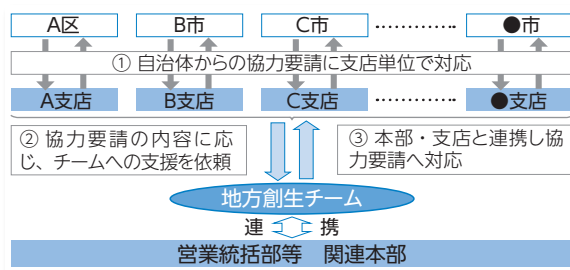 A区 B市 C市 ………… ●市
① 自治体からの協力要請に支店単位で対応
A支店 B支店 C支店 ………… ●支店
② 協力要請の内容に応
じ、チームへの支援を依頼
③ 本部・支店と連携し協
力要請へ対応
地方創生チーム
連 携
営業統括部等 関連本部